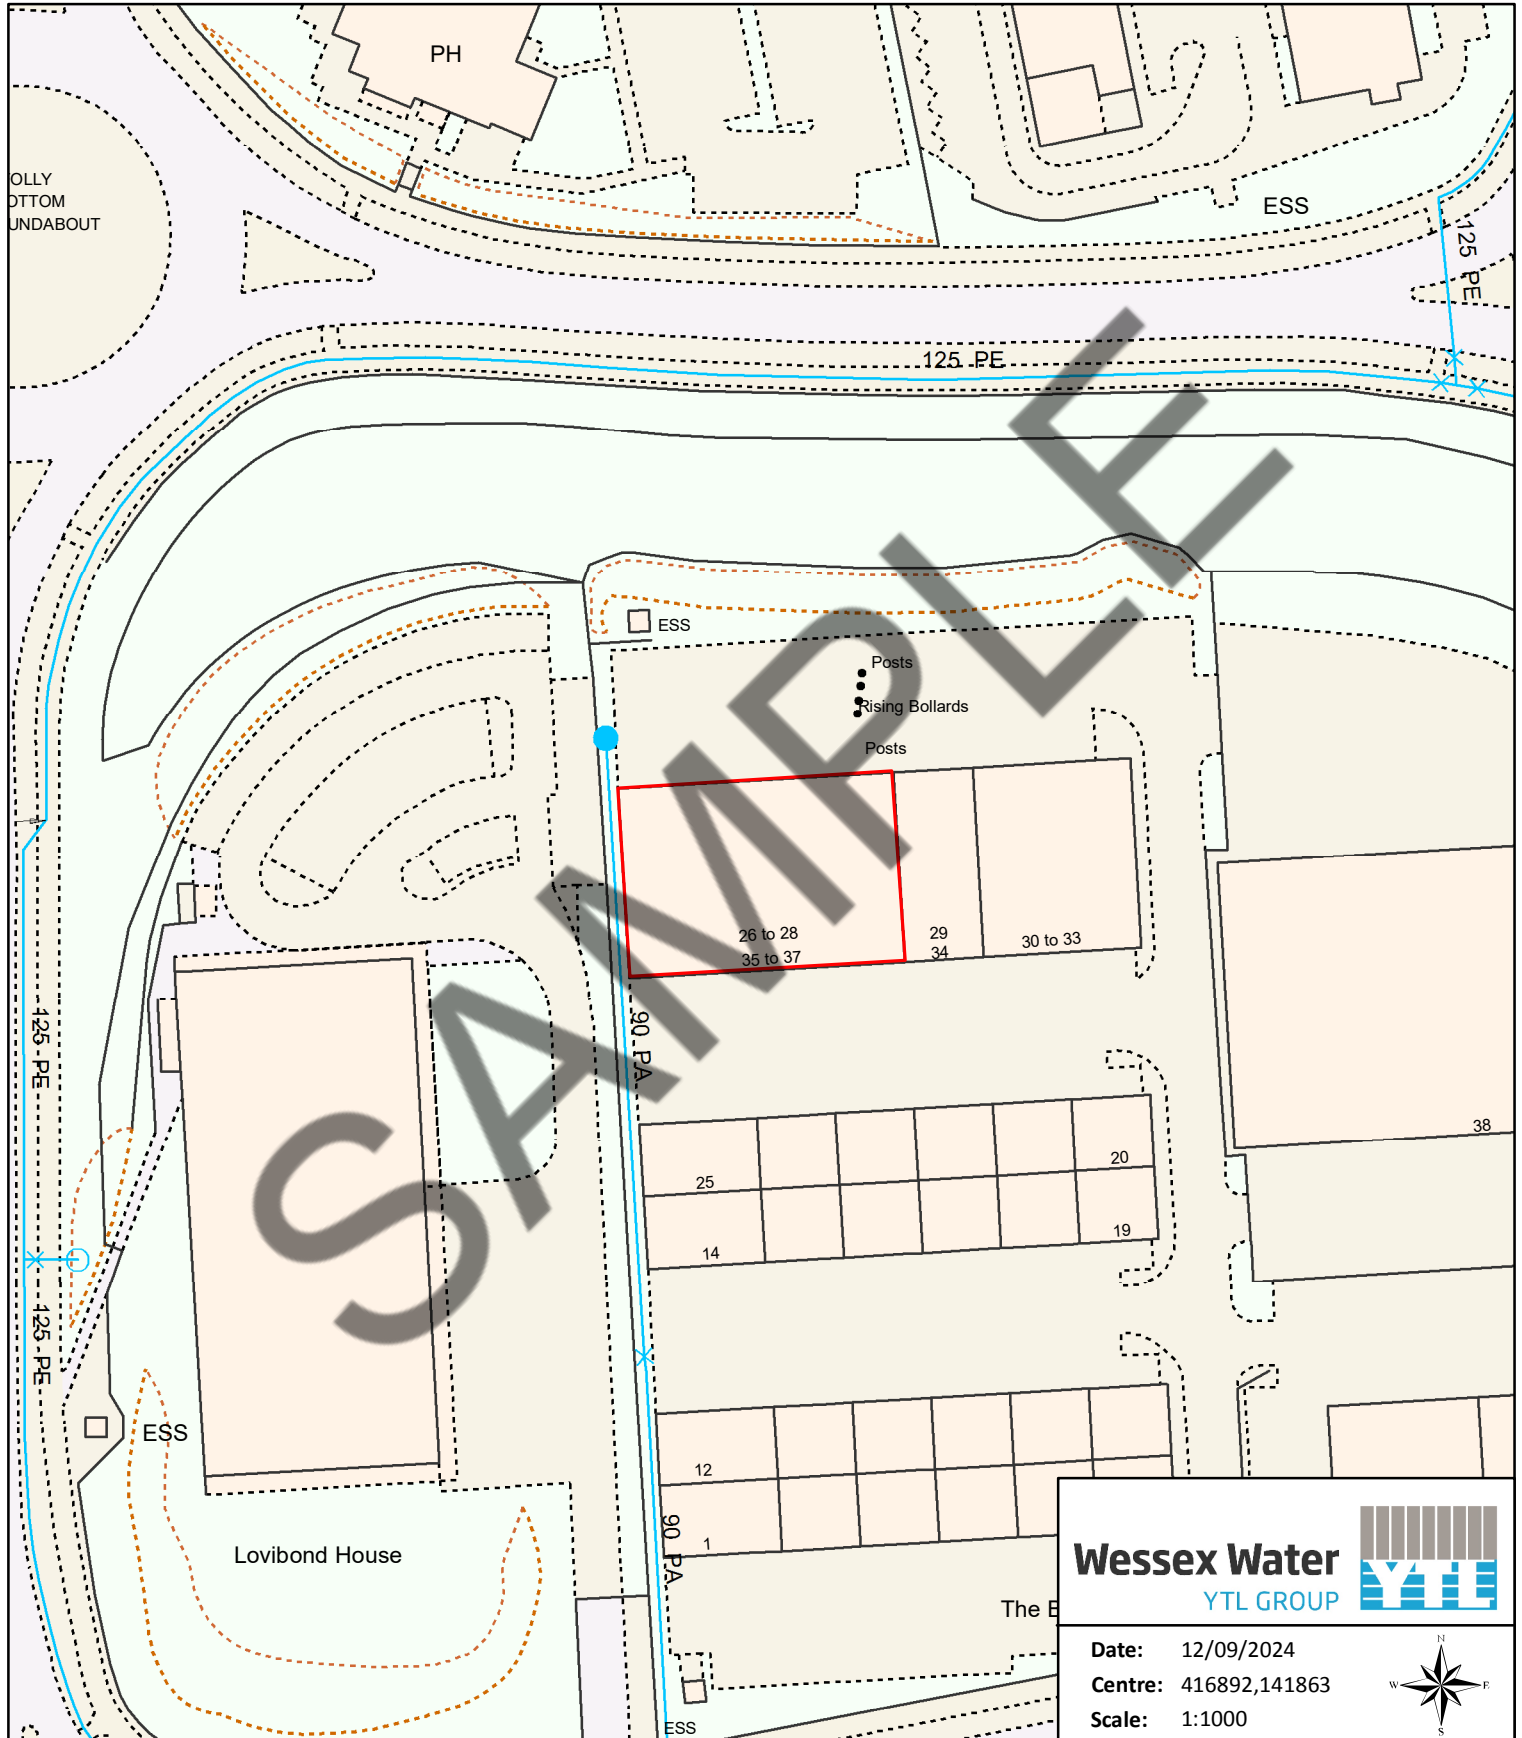 PH
OLLY
OTTOM
UNDABOUT
ESS
125 PE
125 PE
ESS
Posts
Rising Bollards
Posts
26 to 28
35 to 37
29
34
30 to 33
125 PE
90 PA
38
25
20
14
19
125 PE
ESS
12
1
90 PA
Lovibond House
The E
ESS
SAMPLE
Wessex Water
YTL GROUP
YTL
Date: 12/09/2024
Centre: 416892,141863
Scale: 1:1000
N
W E
S